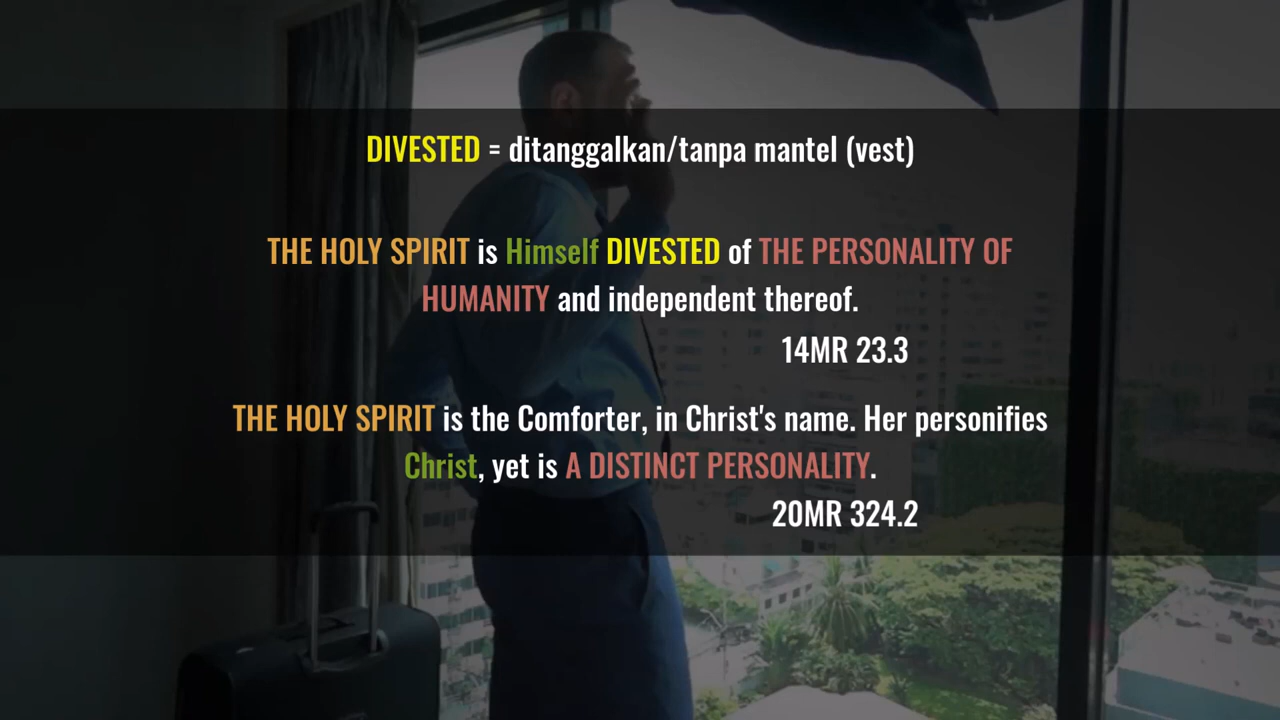 DIVESTED = ditanggalkan/tanpa mantel (vest)
THE HOLY SPIRIT is Himself DIVESTED of THE PERSONALITY OF
HUMANITY and independent thereof.
14MR 23.3
THE HOLY SPIRIT is the Comforter, in Christ's name. Her personifies
Christ, yet is A DISTINCT PERSONALITY.
20MR 324.2